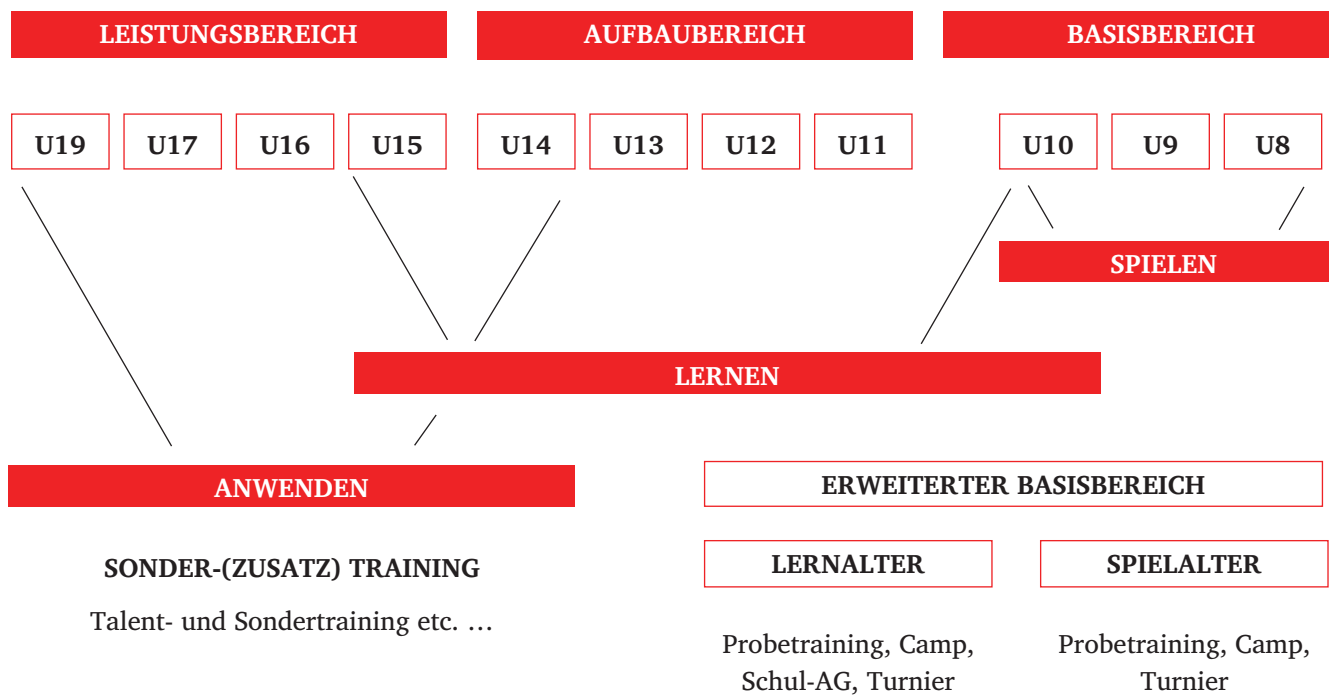 LEISTUNGSBEREICH
AUFBAUBEREICH
BASISBEREICH
U19
U17
U16
U15
U14
U13
U12
U11
U10
U9
U8
SPIELEN
LERNEN
ANWENDEN
SONDER-(ZUSATZ) TRAINING
Talent- und Sondertraining etc. …
ERWEITERTER BASISBEREICH
LERNALTER
Probetraining, Camp,
Schul-AG, Turnier
SPIELALTER
Probetraining, Camp,
Turnier